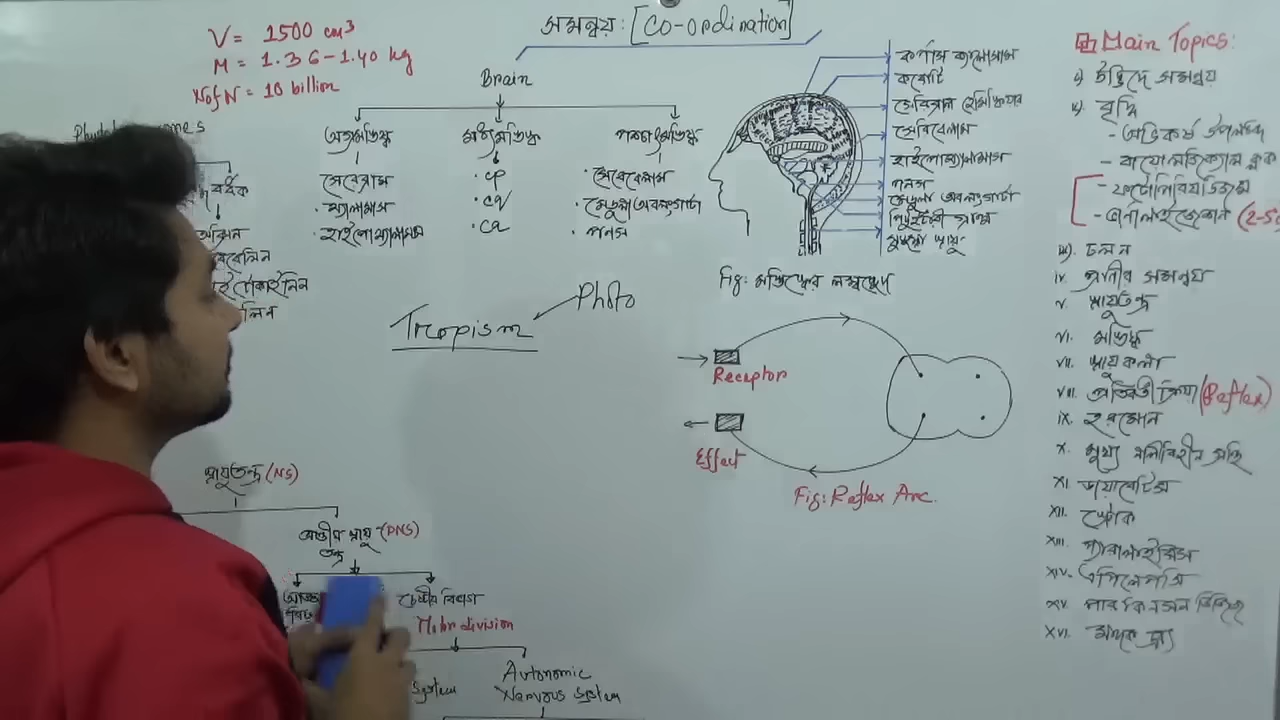 সমন্বয়: [Co-ordination]
V = 1500 cm³
M = 1.36-1.40 kg
No of N = 10 billion
Brain
অগ্রমস্তিষ্ক
মধ্যমস্তিষ্ক
পশ্চাৎমস্তিষ্ক
সেরেব্রাম
· থ্যালামাস
· হাইপোথ্যালামাস
· cp
· cq
· ca
· সেরেবেলাম
· মেডুলা অবলংগাটা
· পনস
কর্পাস ক্যালোসাম
করোটি
সেরিব্রাল হেমিস্ফিয়ার
সেরিবেলাম
হাইপোথ্যালামাস
পনস
মেডুলা অবলংগাটা
পিটুইটারী গ্রান্ড
সুষুম্না স্নায়ু
Fig: মস্তিষ্কের লম্বচ্ছেদ
Tropism
Photo
Receptor
Effect
Fig: Reflex Arc.
স্নায়ুতন্ত্র (NS)
প্রান্তীয় স্নায়ু (PNS)
তন্ত্র
চেষ্টীয় বিভাগ
Motor division
System
Autonomic
Nervous System
Main Topics:
i) উদ্ভিদে সমন্বয়
ii) বৃদ্ধি
- অভিকর্ষ উপলব্ধি
- বায়োলজিক্যাল ক্লক
- ফটোপিরিয়ডিজম
- ভার্নালাইজেশন (2-5°
iii). চলন
iv. প্রাণীর সমন্বয়
v. স্নায়ুতন্ত্র
vi. মস্তিষ্ক
vii. স্নায়ুকলা
viii. প্রতিবর্তী ক্রিয়া (Reflex)
ix. হরমোন
x. মুখ্য নালিবিহীন গ্রন্থি
xi. ডায়াবেটিস
xii. স্ট্রোক
xiii. প্যারালাইসিস
xiv. এপিলেপসি
xv. পারকিনসন ডিজিজ
xvi. মাদক দ্রব্য